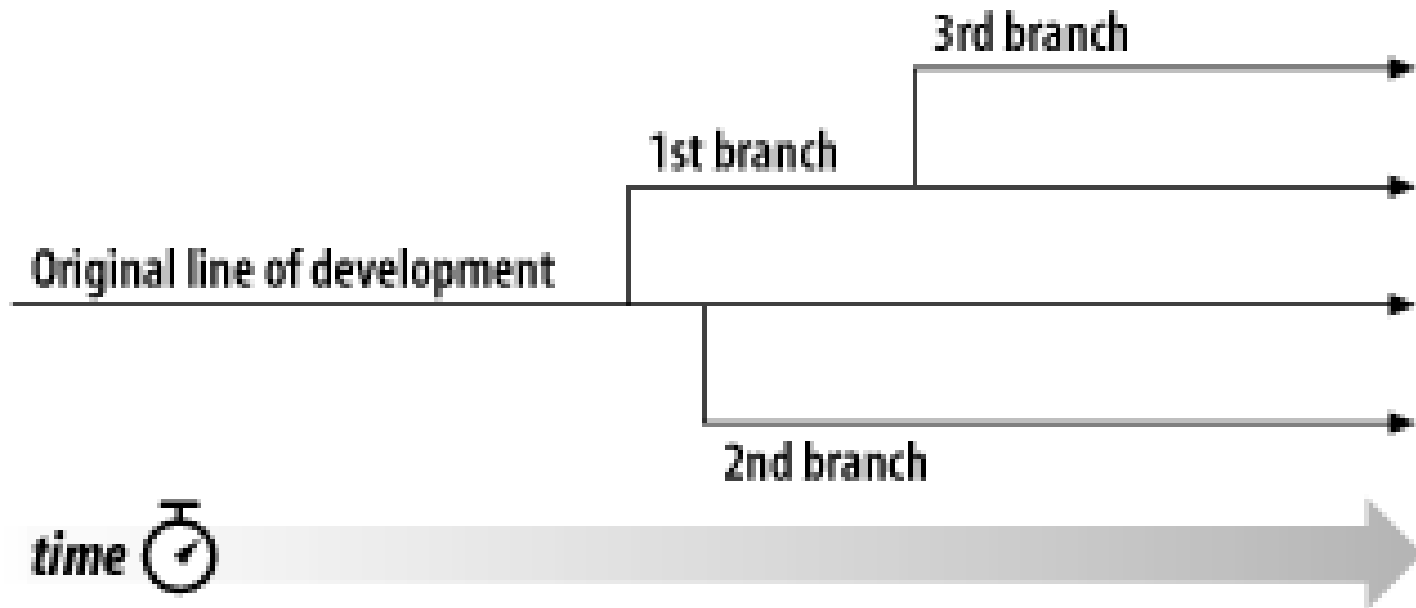 3rd branch
1st branch
Original line of development
2nd branch
time